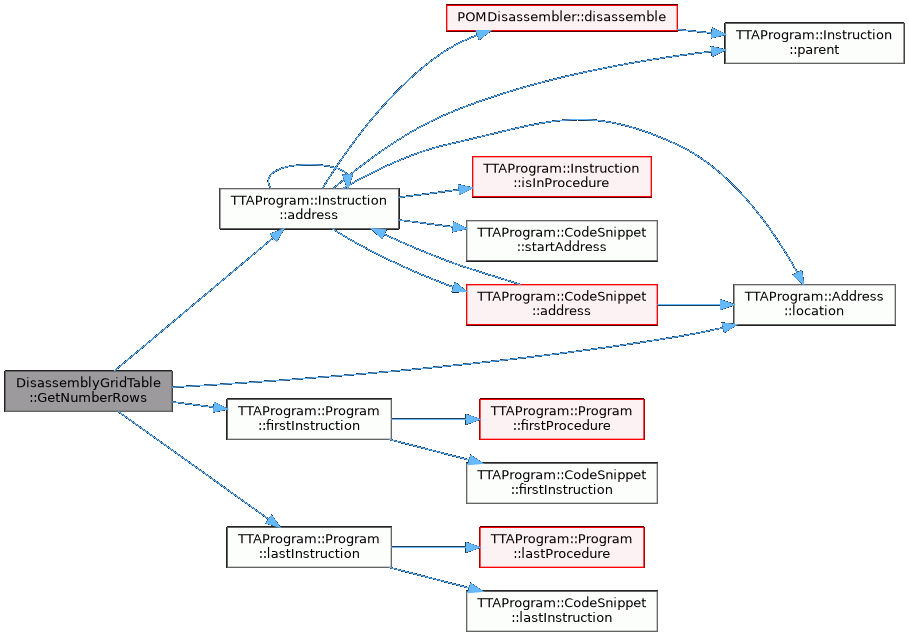 POMDisassembler::disassemble
TTAProgram::Instruction
::parent
TTAProgram::Instruction
::isInProcedure
TTAProgram::Instruction
::address
TTAProgram::CodeSnippet
::startAddress
TTAProgram::CodeSnippet
::address
TTAProgram::Address
::location
DisassemblyGridTable
::GetNumberRows
TTAProgram::Program
::firstInstruction
TTAProgram::Program
::firstProcedure
TTAProgram::CodeSnippet
::firstInstruction
TTAProgram::Program
::lastInstruction
TTAProgram::Program
::lastProcedure
TTAProgram::CodeSnippet
::lastInstruction